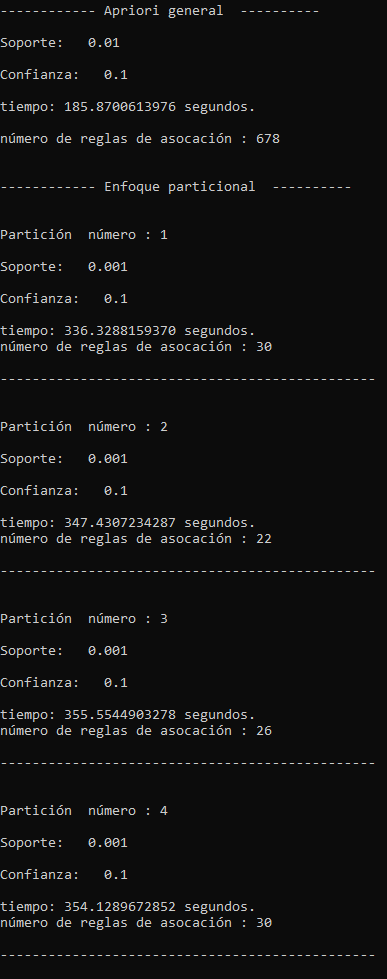 ------------ Apriori general  ----------
Soporte:   0.01
Confianza:   0.1
tiempo: 185.8700613976 segundos.
número de reglas de asocación : 678
------------ Enfoque particional  ----------
Partición  número : 1
Soporte:   0.001
Confianza:   0.1
tiempo: 336.3288159370 segundos.
número de reglas de asocación : 30
-----------------------------------------------
Partición  número : 2
Soporte:   0.001
Confianza:   0.1
tiempo: 347.4307234287 segundos.
número de reglas de asocación : 22
-----------------------------------------------
Partición  número : 3
Soporte:   0.001
Confianza:   0.1
tiempo: 355.5544903278 segundos.
número de reglas de asocación : 26
-----------------------------------------------
Partición  número : 4
Soporte:   0.001
Confianza:   0.1
tiempo: 354.1289672852 segundos.
número de reglas de asocación : 30
-----------------------------------------------